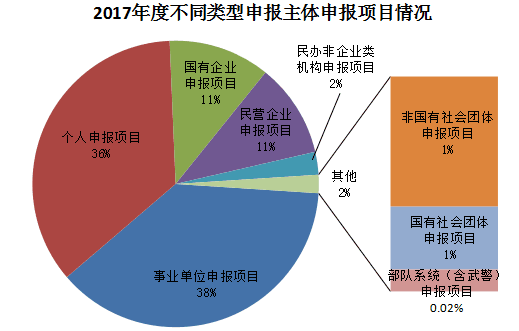 2017年度不同类型申报主体申报项目情况
民办非企业类
机构申报项目
2%
国有企业
申报项目
11%
民营企业
申报项目
11%
个人申报项目
36%
其他
2%
事业单位申报项目
38%
非国有社会团体
申报项目
1%
国有社会团体
申报项目
1%
部队系统（含武警）
申报项目
0.02%